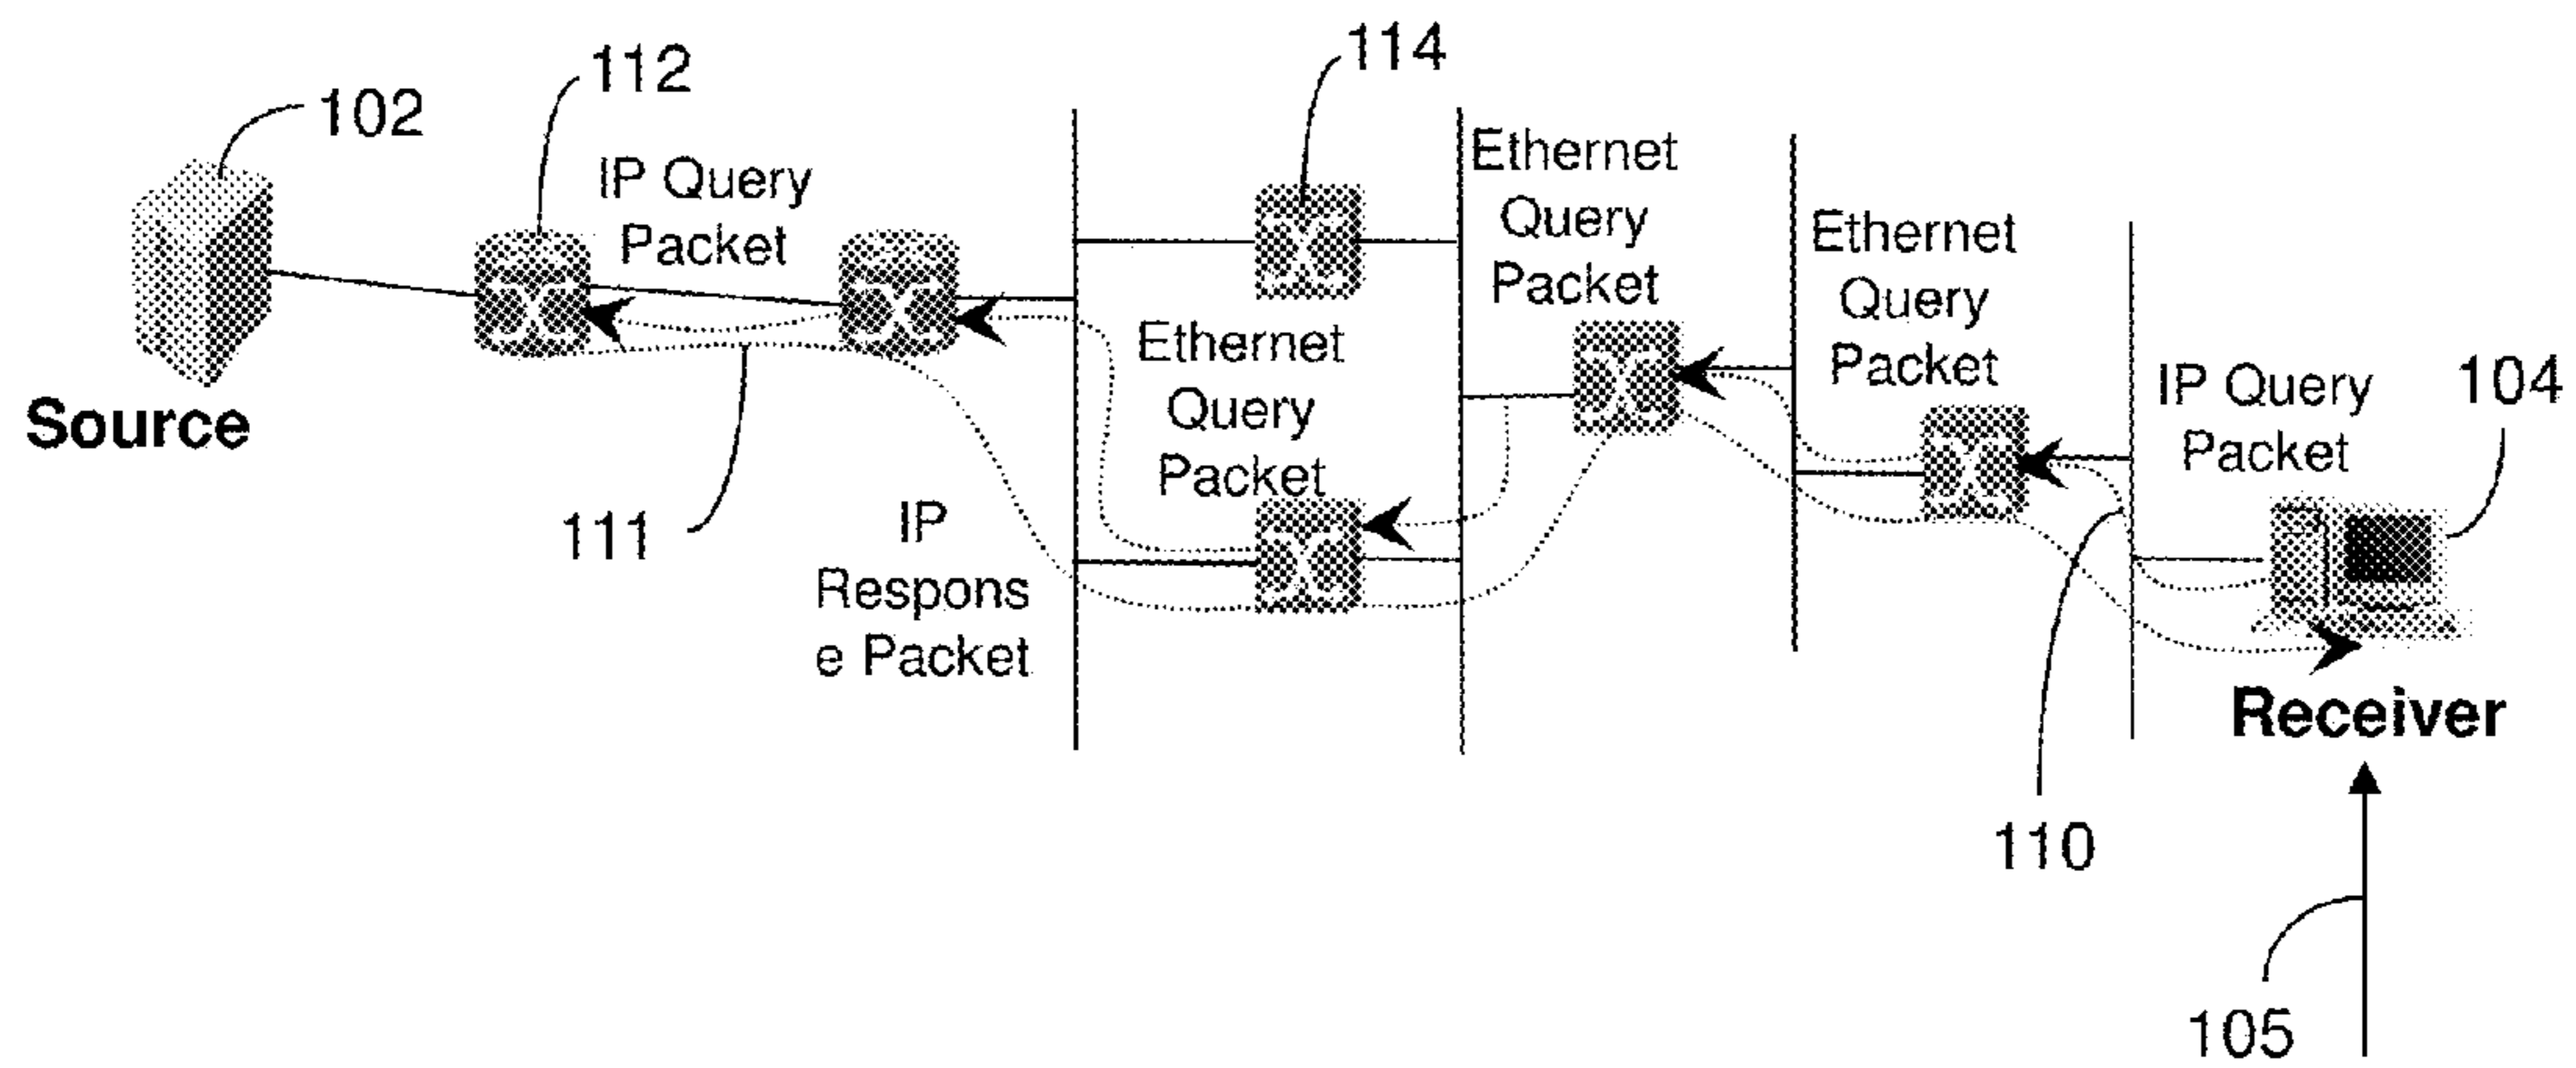 102
112
114
IP Query
Packet
Ethernet
Query
Packet
Ethernet
Query
Packet
Ethernet
Query
Packet
IP Query
Packet
104
Source
111
IP
Respons
e Packet
Receiver
110
105